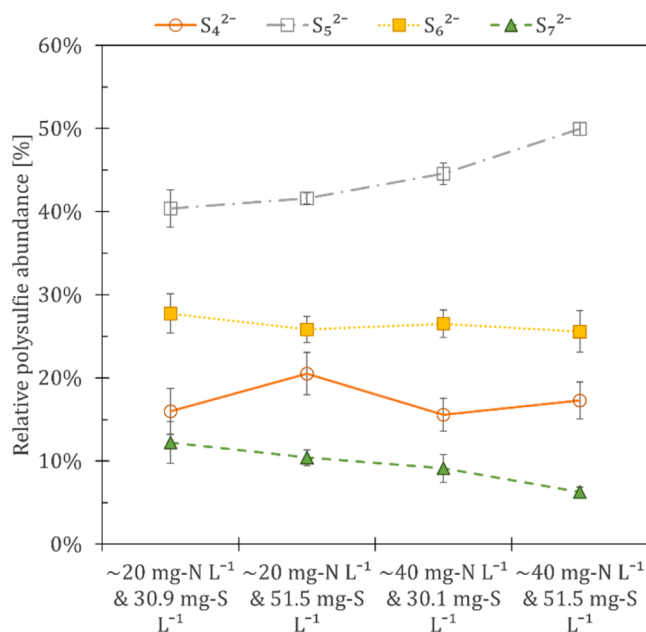 S₄²⁻ S₅²⁻ S₆²⁻ S₇²⁻
60%
50%
40%
30%
20%
10%
0%
Relative polysulfie abundance [%]
~20 mg-N L⁻¹ & 30.9 mg-S L⁻¹
~20 mg-N L⁻¹ & 51.5 mg-S L⁻¹
~40 mg-N L⁻¹ & 30.1 mg-S L⁻¹
~40 mg-N L⁻¹ & 51.5 mg-S L⁻¹